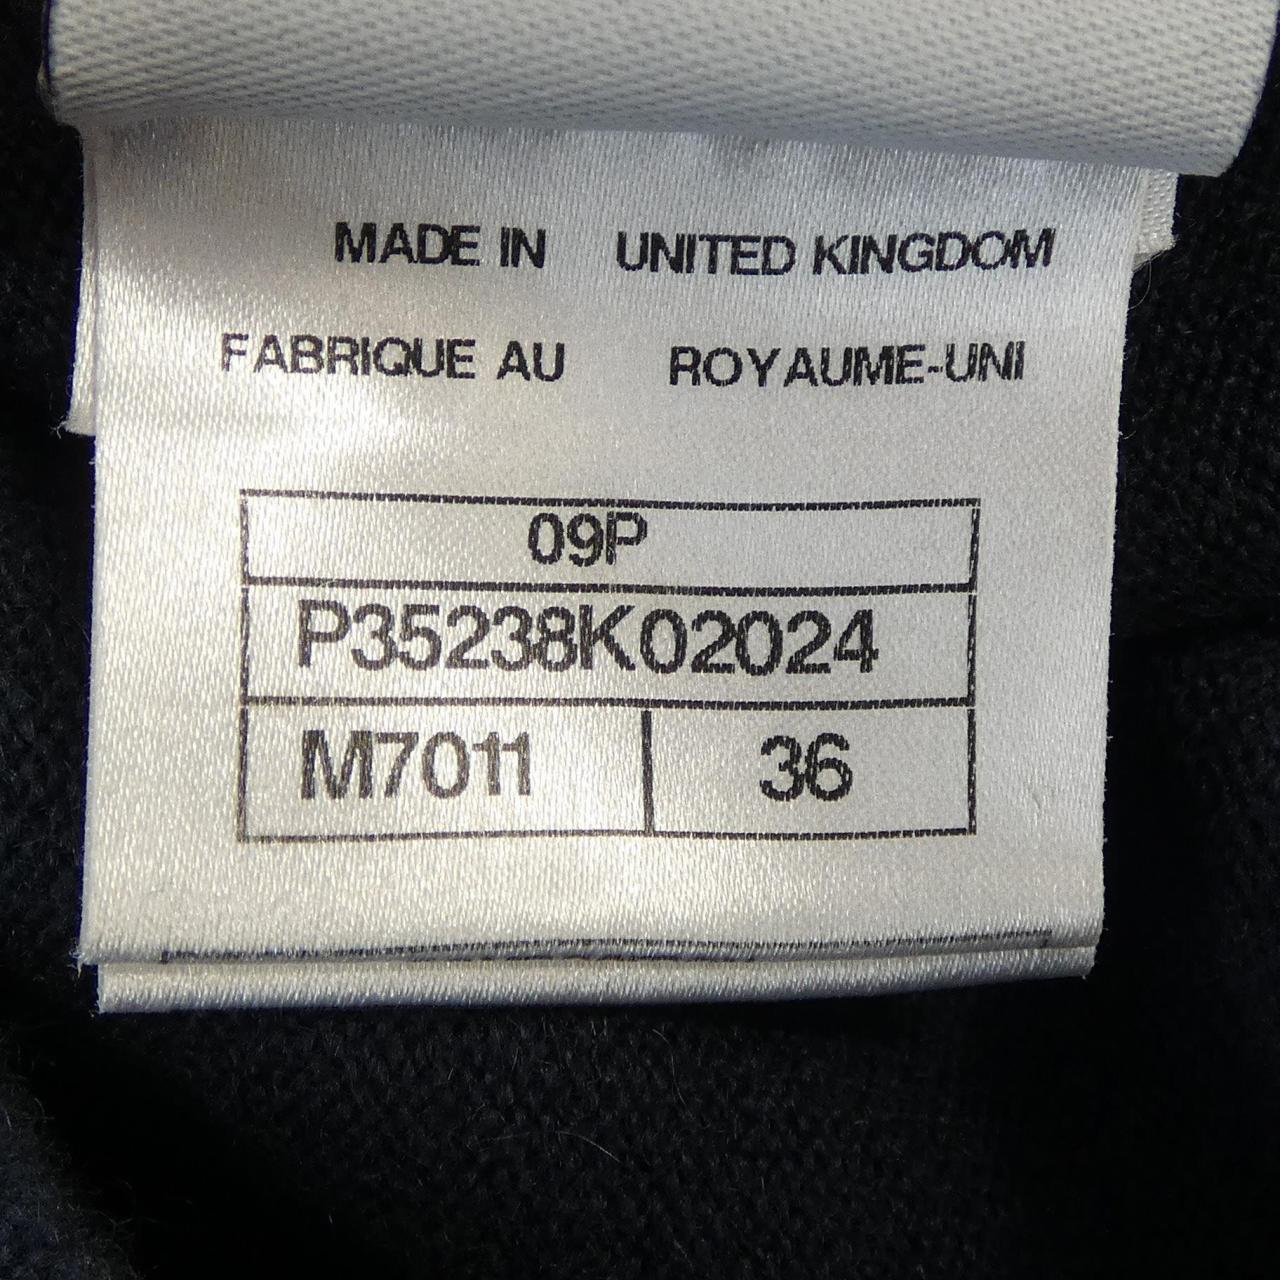 MADE IN UNITED KINGDOM
FABRIQUE AU ROYAUME-UNI
09P
P35238K02024
M7011 36